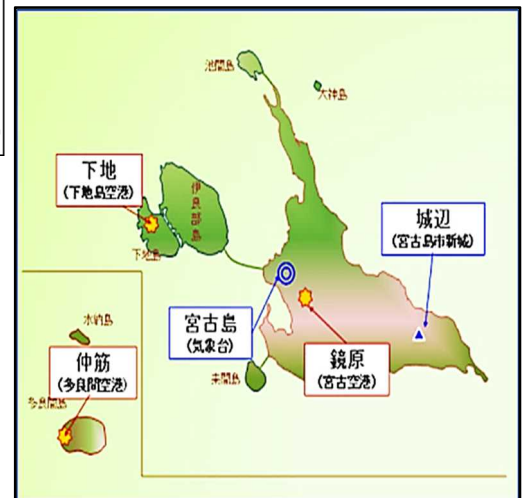 池間島
大神島
下地
(下地島空港)
伊良部島
城辺
(宮古島市新城)
下地島
宮古島
(気象台)
鏡原
(宮古空港)
水納島
仲筋
(多良間空港)
来間島
多良間島